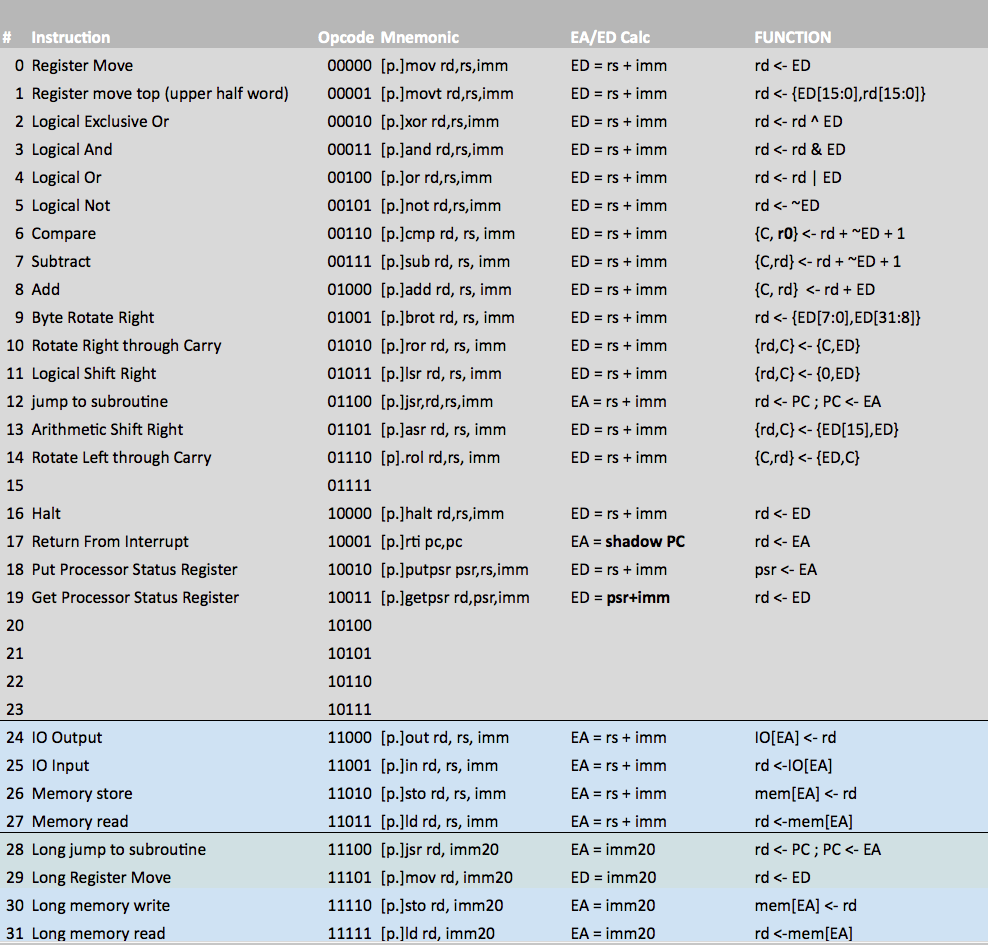 # Instruction Opcode Mnemonic EA/ED Calc FUNCTION
0 Register Move 00000 [p.]mov rd,rs,imm ED = rs + imm rd <- ED
1 Register move top (upper half word) 00001 [p.]movt rd,rs,imm ED = rs + imm rd <- {ED[15:0],rd[15:0]}
2 Logical Exclusive Or 00010 [p.]xor rd,rs,imm ED = rs + imm rd <- rd ^ ED
3 Logical And 00011 [p.]and rd,rs,imm ED = rs + imm rd <- rd & ED
4 Logical Or 00100 [p.]or rd,rs,imm ED = rs + imm rd <- rd | ED
5 Logical Not 00101 [p.]not rd,rs,imm ED = rs + imm rd <- ~ED
6 Compare 00110 [p.]cmp rd, rs, imm ED = rs + imm {C, r0} <- rd + ~ED + 1
7 Subtract 00111 [p.]sub rd, rs, imm ED = rs + imm {C,rd} <- rd + ~ED + 1
8 Add 01000 [p.]add rd, rs, imm ED = rs + imm {C, rd} <- rd + ED
9 Byte Rotate Right 01001 [p.]brot rd, rs, imm ED = rs + imm rd <- {ED[7:0],ED[31:8]}
10 Rotate Right through Carry 01010 [p.]ror rd, rs, imm ED = rs + imm {rd,C} <- {C,ED}
11 Logical Shift Right 01011 [p.]lsr rd, rs, imm ED = rs + imm {rd,C} <- {0,ED}
12 jump to subroutine 01100 [p.]jsr,rd,rs,imm EA = rs + imm rd <- PC ; PC <- EA
13 Arithmetic Shift Right 01101 [p.]asr rd, rs, imm ED = rs + imm {rd,C} <- {ED[15],ED}
14 Rotate Left through Carry 01110 [p].rol rd,rs, imm ED = rs + imm {C,rd} <- {ED,C}
15 01111
16 Halt 10000 [p.]halt rd,rs,imm ED = rs + imm rd <- ED
17 Return From Interrupt 10001 [p.]rti pc,pc EA = shadow PC rd <- EA
18 Put Processor Status Register 10010 [p.]putpsr psr,rs,imm ED = rs + imm psr <- EA
19 Get Processor Status Register 10011 [p.]getpsr rd,psr,imm ED = psr+imm rd <- ED
20 10100
21 10101
22 10110
23 10111
24 IO Output 11000 [p.]out rd, rs, imm EA = rs + imm IO[EA] <- rd
25 IO Input 11001 [p.]in rd, rs, imm EA = rs + imm rd <-IO[EA]
26 Memory store 11010 [p.]sto rd, rs, imm EA = rs + imm mem[EA] <- rd
27 Memory read 11011 [p.]ld rd, rs, imm EA = rs + imm rd <-mem[EA]
28 Long jump to subroutine 11100 [p.]jsr rd, imm20 EA = imm20 rd <- PC ; PC <- EA
29 Long Register Move 11101 [p.]mov rd, imm20 ED = imm20 rd <- ED
30 Long memory write 11110 [p.]sto rd, imm20 EA = imm20 mem[EA] <- rd
31 Long memory read 11111 [p.]ld rd, imm20 EA = imm20 rd <-mem[EA]